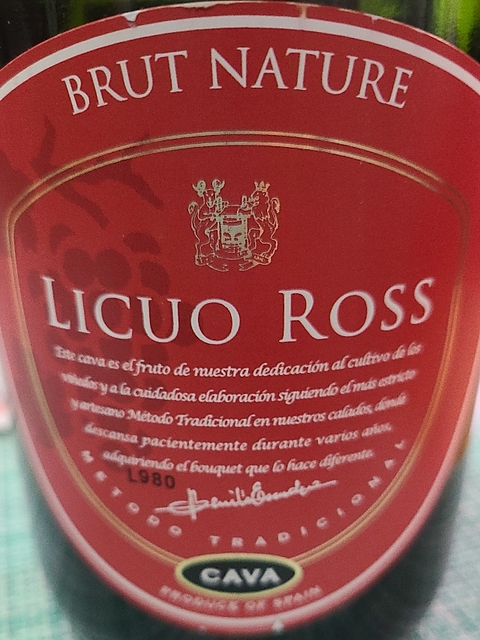 BRUT NATURE
LICUO ROSS
Este cava es el fruto de nuestra dedicación al cultivo de los
viñedos y a la cuidadosa elaboración siguiendo el más estricto
y artesano Método Tradicional en nuestros calados, donde
descansa pacientemente durante varios años,
adquiriendo el bouquet que lo hace diferente.
L980
METODO TRADICIONAL
CAVA
PRODUCE OF SPAIN